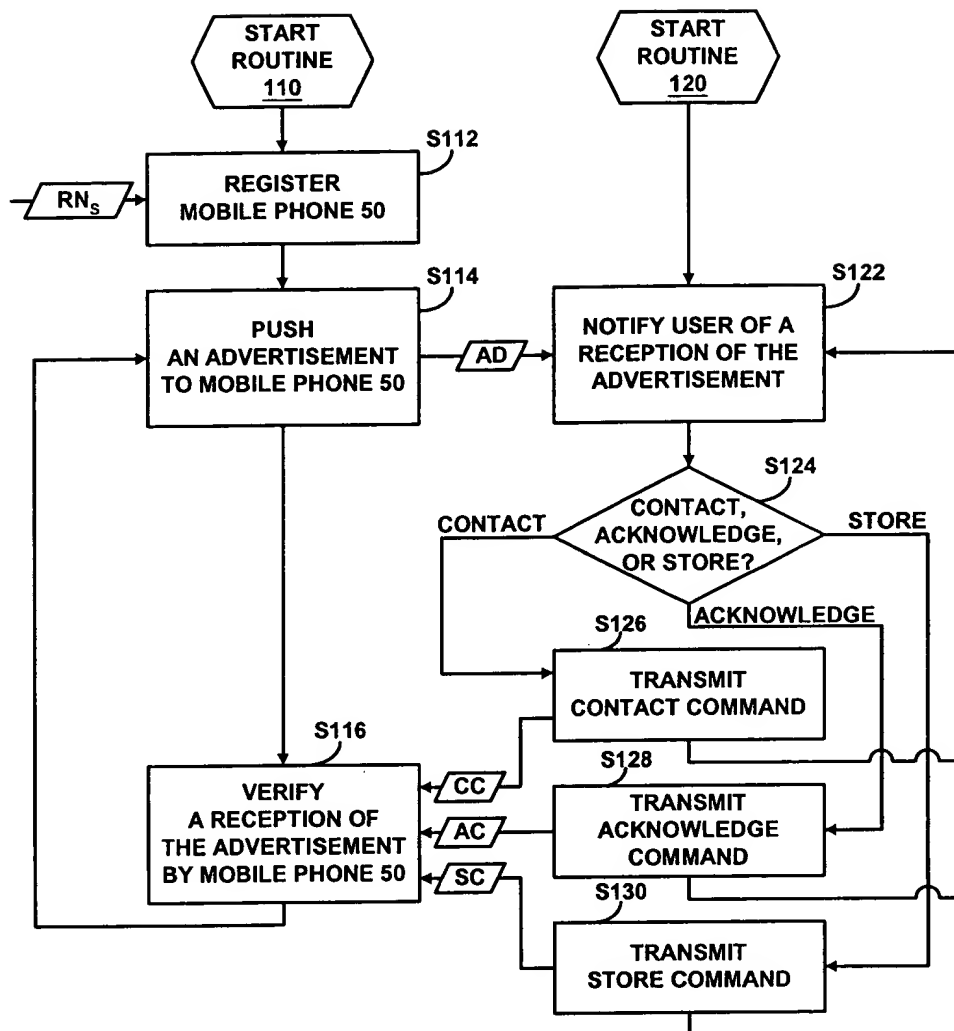 START
ROUTINE
110
START
ROUTINE
120
S112
RN_S
REGISTER
MOBILE PHONE 50
S114
PUSH
AN ADVERTISEMENT
TO MOBILE PHONE 50
AD
S122
NOTIFY USER OF A
RECEPTION OF THE
ADVERTISEMENT
S124
CONTACT,
ACKNOWLEDGE,
OR STORE?
CONTACT
STORE
ACKNOWLEDGE
S126
TRANSMIT
CONTACT COMMAND
S116
VERIFY
A RECEPTION OF
THE ADVERTISEMENT
BY MOBILE PHONE 50
CC
AC
SC
S128
TRANSMIT
ACKNOWLEDGE
COMMAND
S130
TRANSMIT
STORE COMMAND